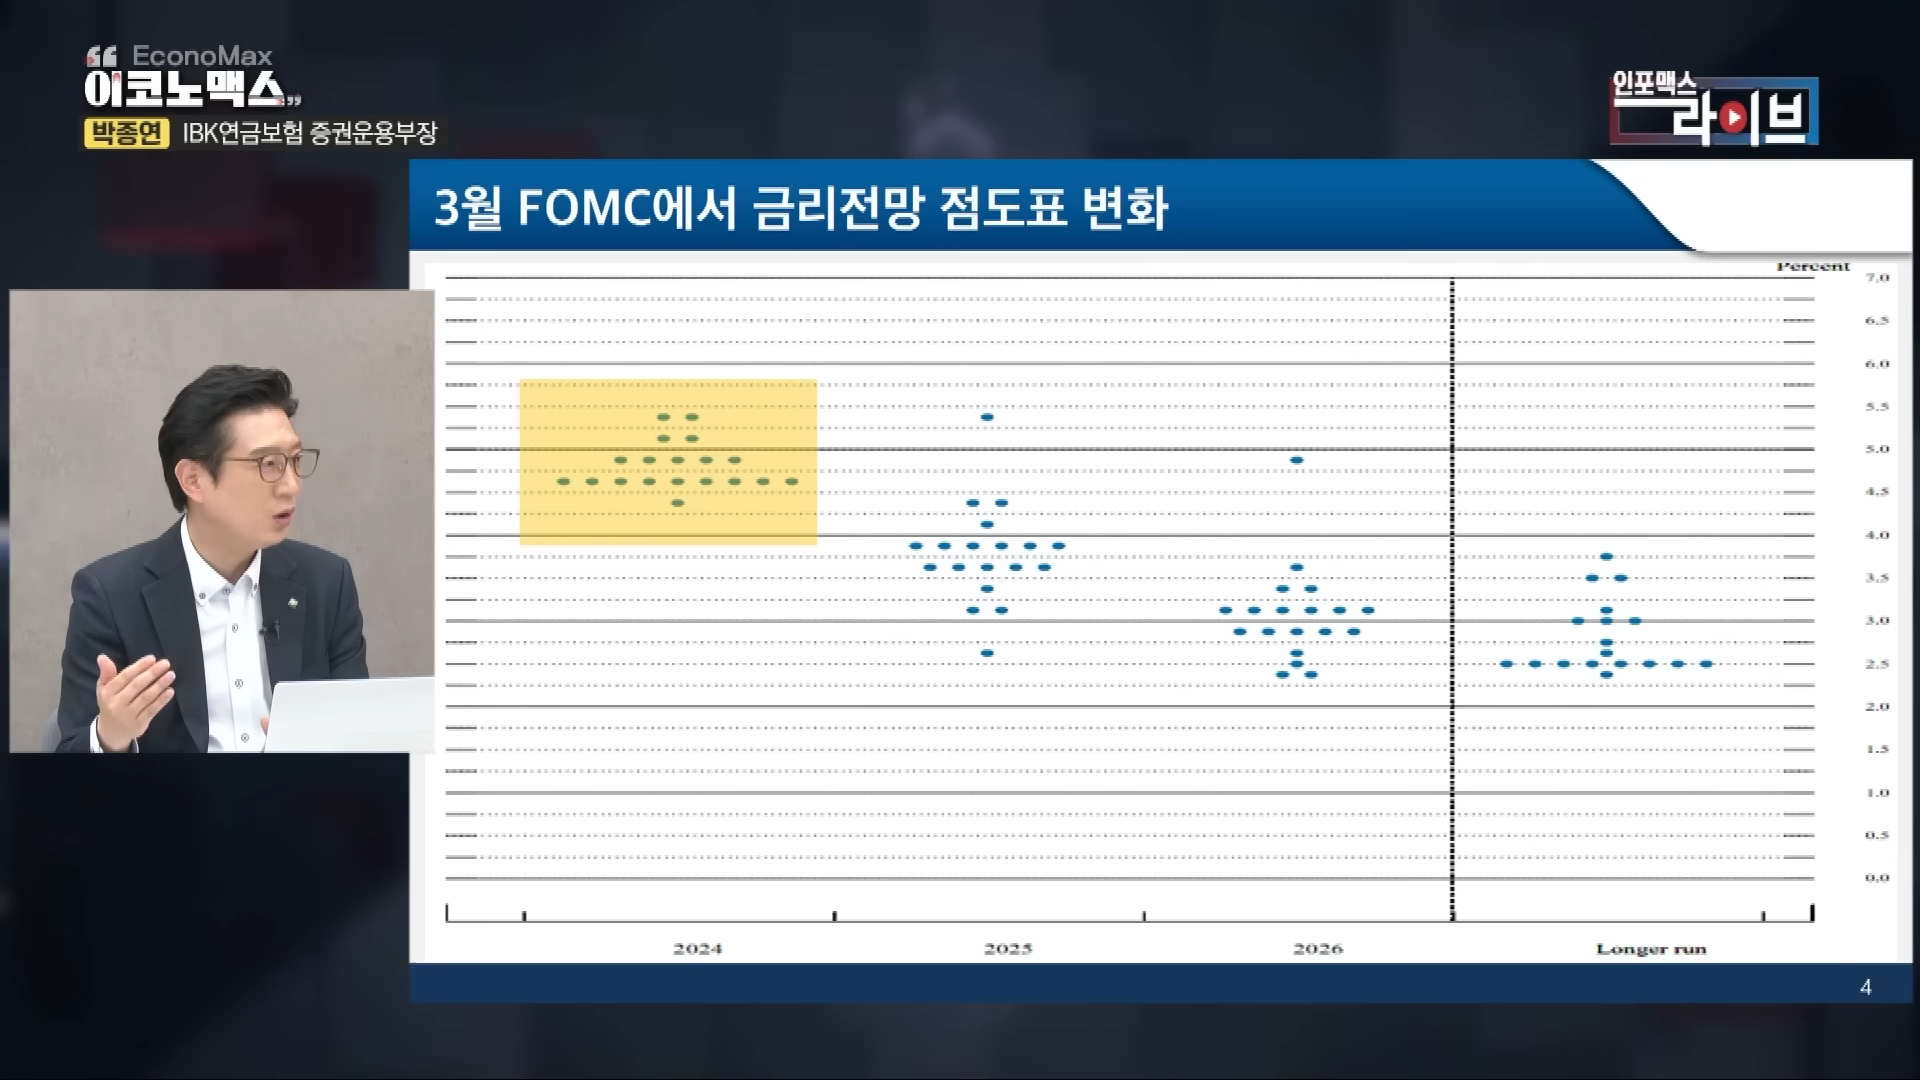 “ EconoMax
이코노맥스 ”
박종연 IBK연금보험 증권운용부장
인포맥스
라이브
3월 FOMC에서 금리전망 점도표 변화
Percent
7.0
6.5
6.0
5.5
5.0
4.5
4.0
3.5
3.0
2.5
2.0
1.5
1.0
0.5
0.0
2024 2025 2026 Longer run
4